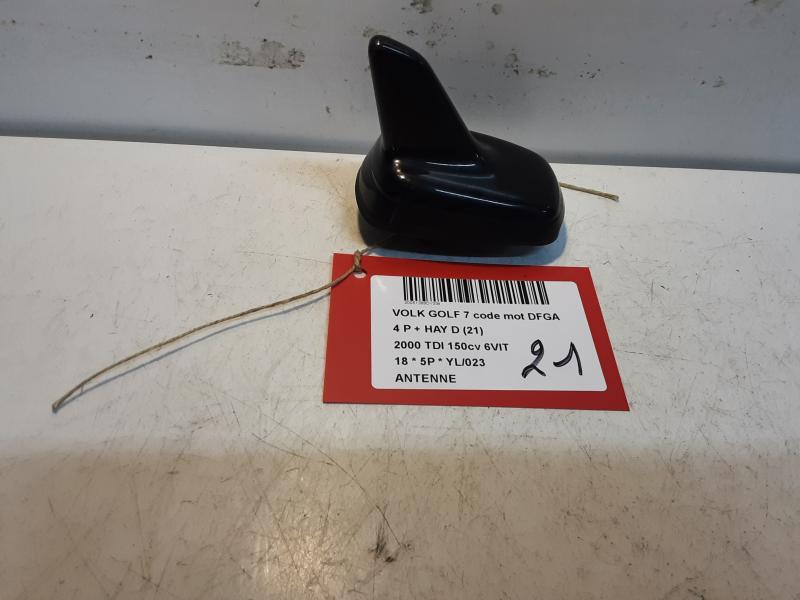 VOLK GOLF 7 code mot DFGA
4 P + HAY D (21)
2000 TDI 150cv 6VIT
18 * 5P * YL/023
ANTENNE
21